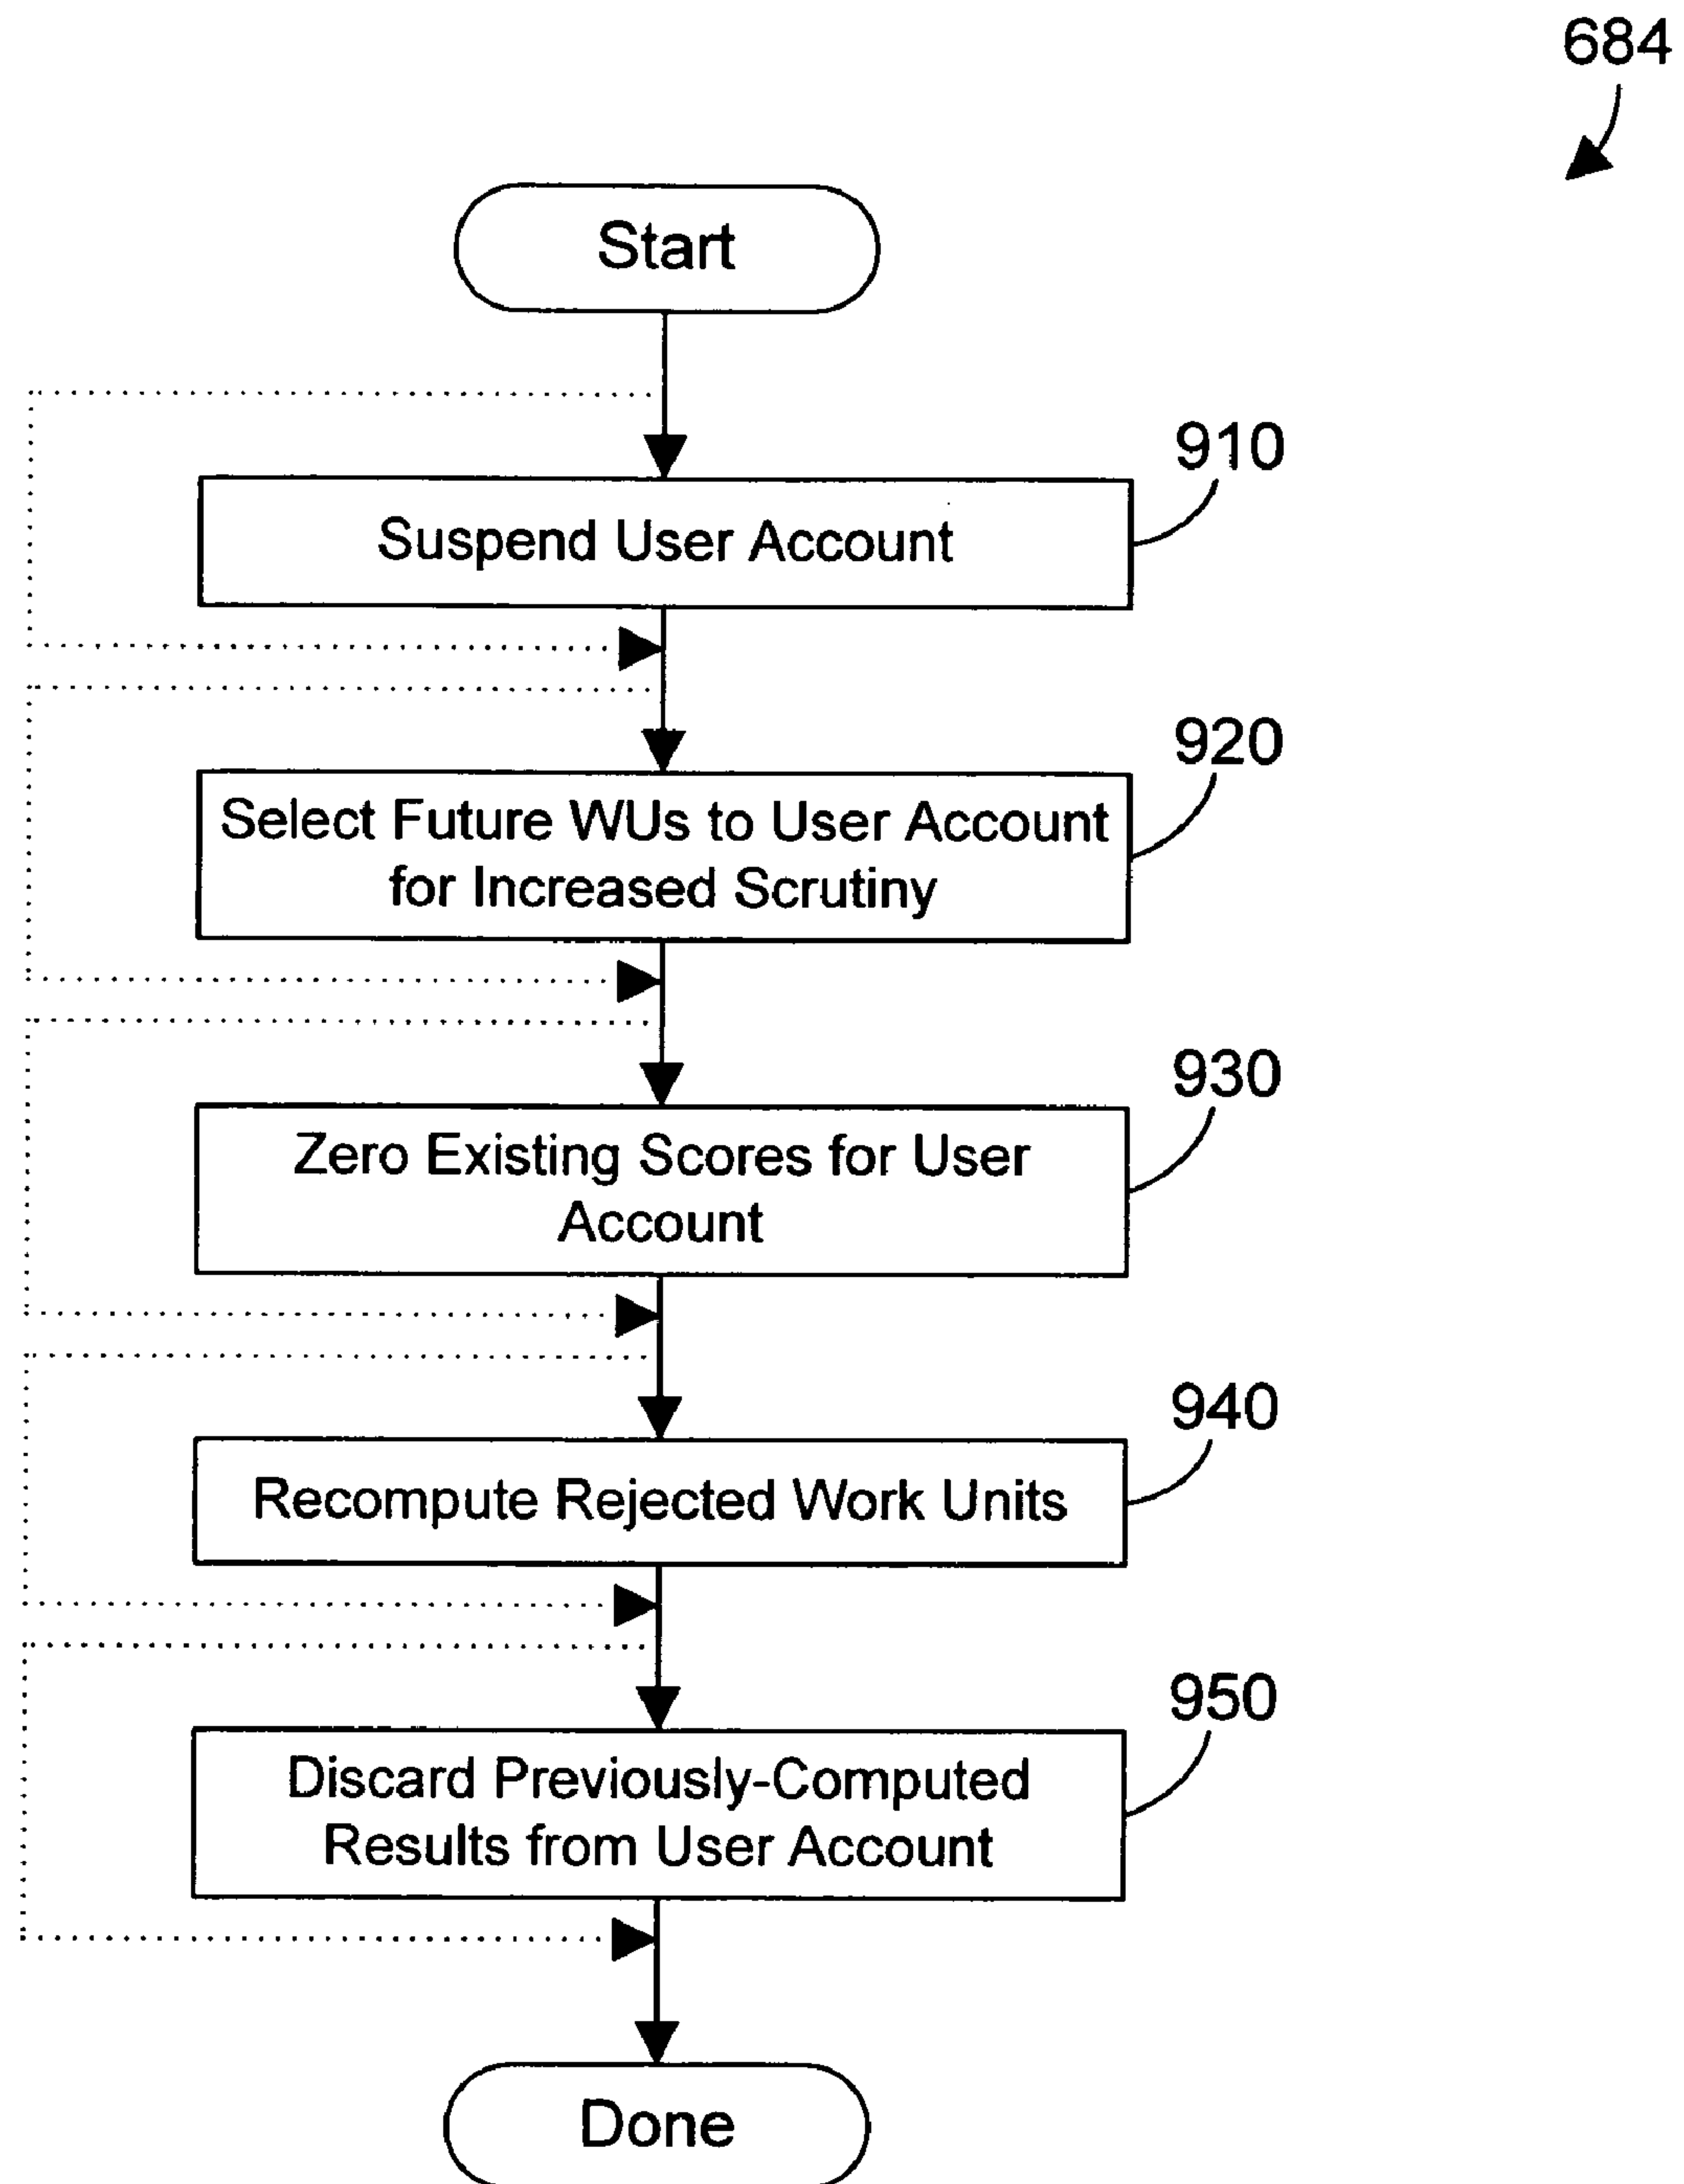 684
Start
910
Suspend User Account
920
Select Future WUs to User Account
for Increased Scrutiny
930
Zero Existing Scores for User
Account
940
Recompute Rejected Work Units
950
Discard Previously-Computed
Results from User Account
Done